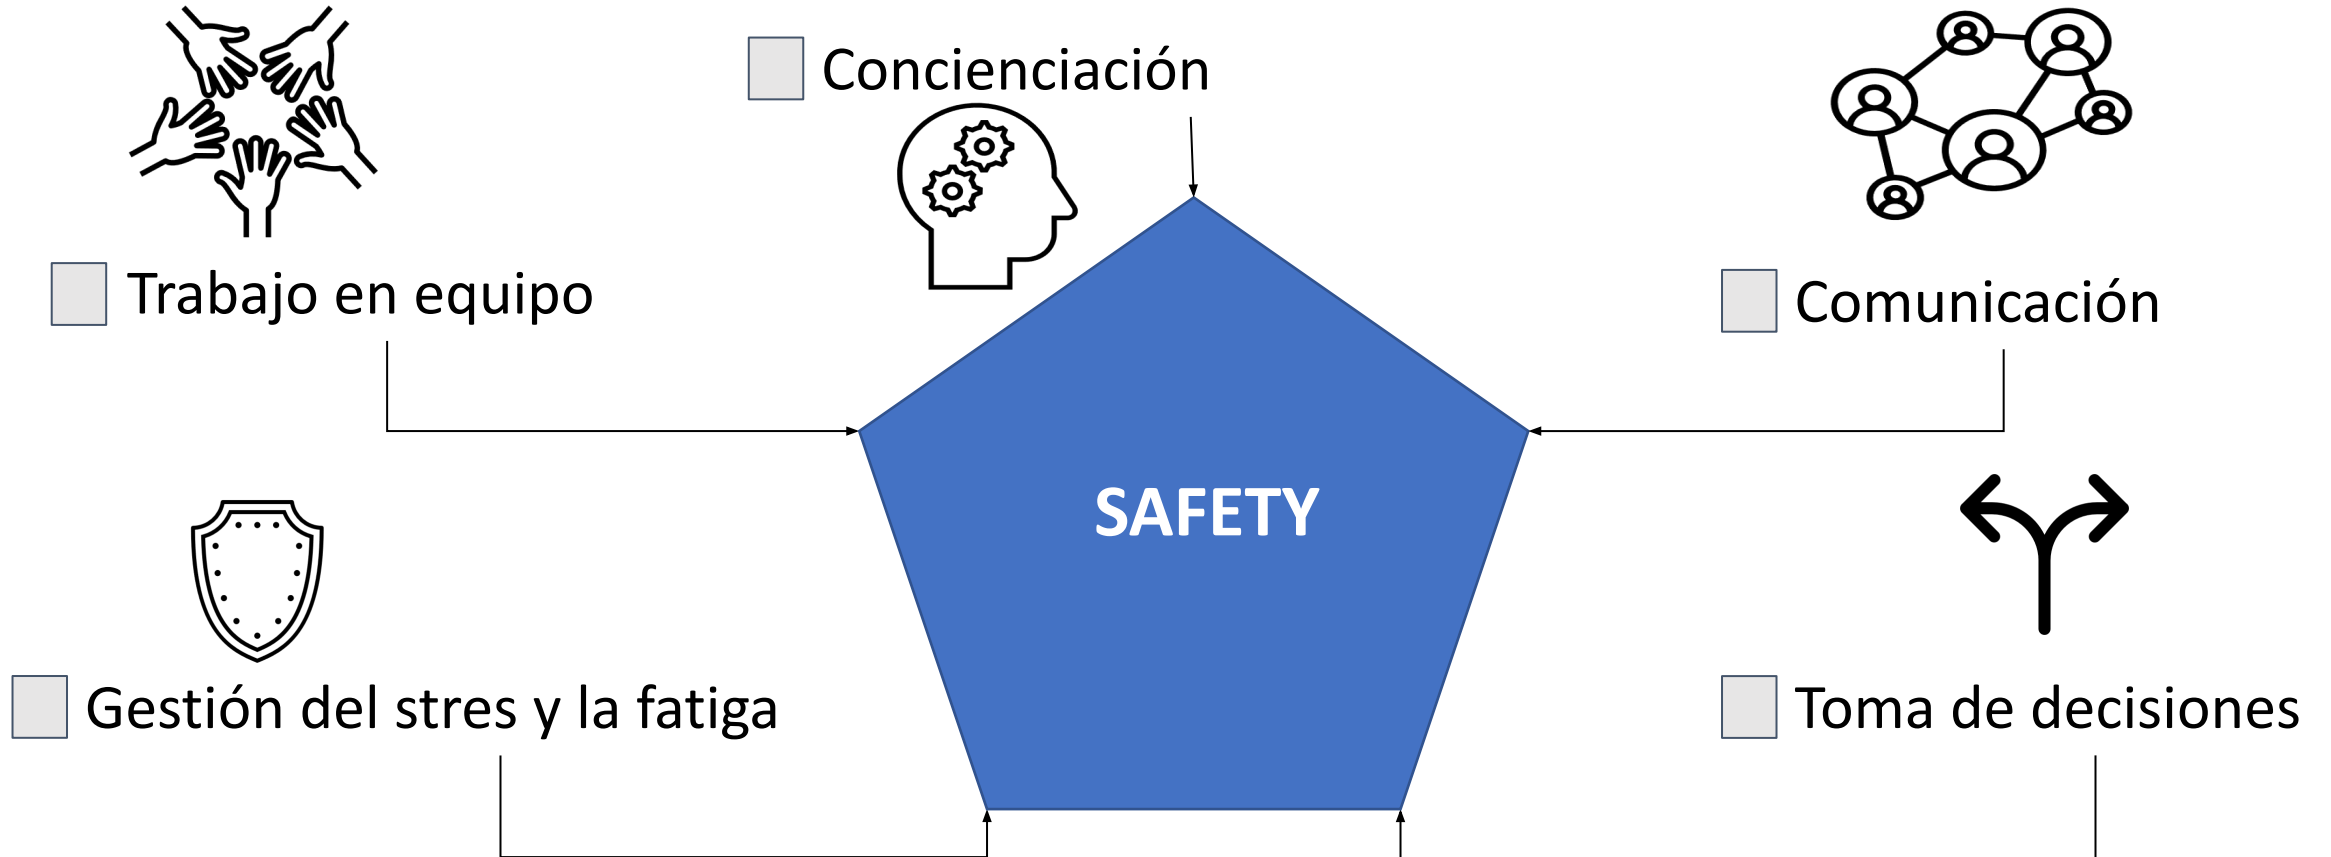 Concienciación
Trabajo en equipo
Comunicación
SAFETY
Gestión del stres y la fatiga
Toma de decisiones